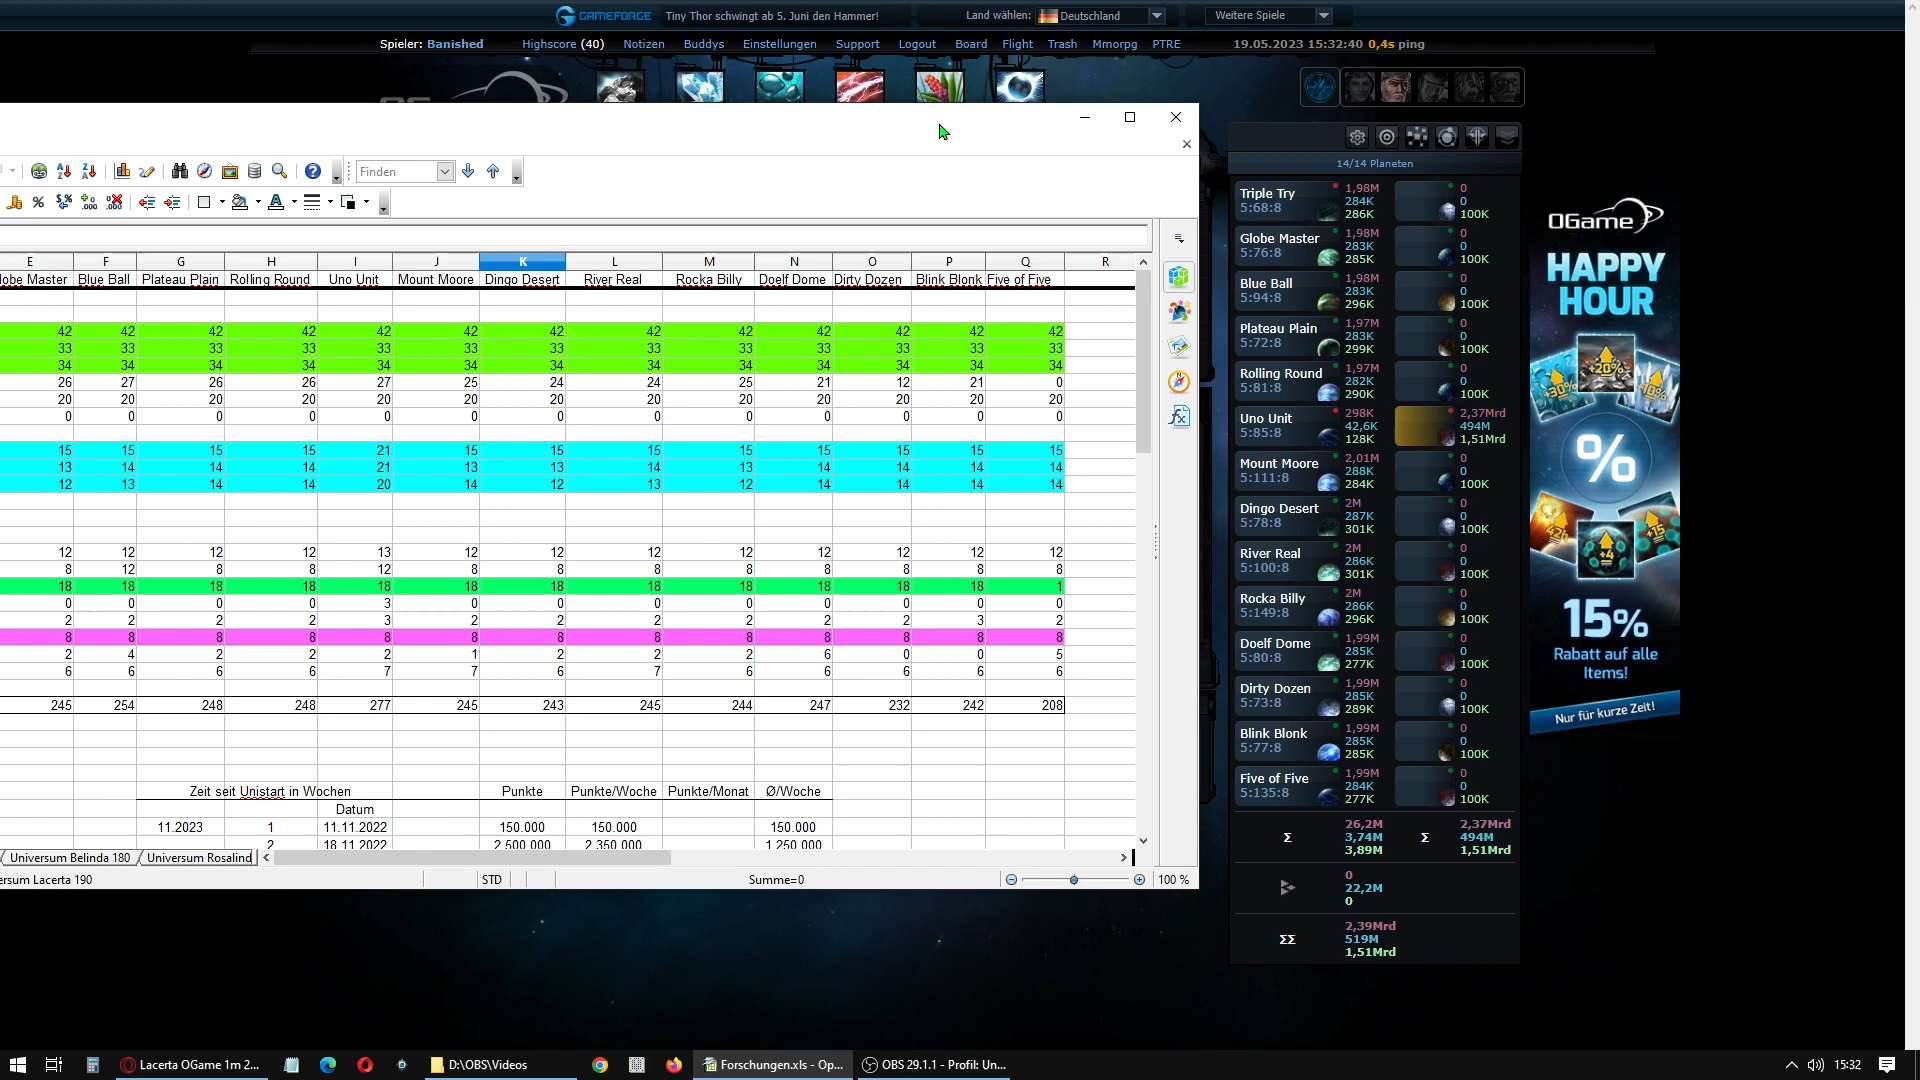 GAMEFORGE Tiny Thor schwingt ab 5. Juni den Hammer! Land wählen: Deutschland Weitere Spiele
Spieler: Banished Highscore (40) Notizen Buddys Einstellungen Support Logout Board Flight Trash Mmorpg PTRE 19.05.2023 15:32:40 0,4s ping
Finden
E F G H I J K L M N O P Q R
lobe Master Blue Ball Plateau Plain Rolling Round Uno Unit Mount Moore Dingo Desert River Real Rocka Billy Doelf Dome Dirty Dozen Blink Blonk Five of Five
42 42 42 42 42 42 42 42 42 42 42 42 42
33 33 33 33 33 33 33 33 33 33 33 33 33
34 34 34 34 34 34 34 34 34 34 34 34 34
26 27 26 26 27 25 24 24 25 21 12 21 0
20 20 20 20 20 20 20 20 20 20 20 20 20
0 0 0 0 0 0 0 0 0 0 0 0 0
15 15 15 15 21 15 15 15 15 15 15 15 15
13 14 14 14 21 13 13 14 13 14 14 14 14
12 13 14 14 20 14 12 13 12 14 14 14 14
12 12 12 12 13 12 12 12 12 12 12 12 12
8 12 8 8 12 8 8 8 8 8 8 8 8
18 18 18 18 18 18 18 18 18 18 18 18 1
0 0 0 0 3 0 0 0 0 0 0 0 0
2 2 2 2 3 2 2 2 2 2 2 3 2
8 8 8 8 8 8 8 8 8 8 8 8 8
2 4 2 2 2 1 2 2 2 6 0 0 5
6 6 6 6 7 7 6 7 6 6 6 6 6
245 254 248 248 277 245 243 245 244 247 232 242 208
Zeit seit Unistart in Wochen Punkte Punkte/Woche Punkte/Monat Ø/Woche
Datum
11.2023 1 11.11.2022 150.000 150.000 150.000
2 18.11.2022 2.500.000 2.350.000 1.250.000
Universum Belinda 180 Universum Rosalind
ersum Lacerta 190 STD Summe=0 100 %
14/14 Planeten
Triple Try 1,98M 0
5:68:8 284K 0
286K 100K
Globe Master 1,98M 0
5:76:8 283K 0
285K 100K
Blue Ball 1,98M 0
5:94:8 283K 0
296K 100K
Plateau Plain 1,97M 0
5:72:8 283K 0
299K 100K
Rolling Round 1,97M 0
5:81:8 282K 0
290K 100K
Uno Unit 298K 2,37Mrd
5:85:8 42,6K 494M
128K 1,51Mrd
Mount Moore 2,01M 0
5:111:8 288K 0
284K 100K
Dingo Desert 2M 0
5:78:8 287K 0
301K 100K
River Real 2M 0
5:100:8 286K 0
301K 100K
Rocka Billy 2M 0
5:149:8 286K 0
296K 100K
Doelf Dome 1,99M 0
5:80:8 285K 0
277K 100K
Dirty Dozen 1,99M 0
5:73:8 285K 0
289K 100K
Blink Blonk 1,99M 0
5:77:8 285K 0
285K 100K
Five of Five 1,99M 0
5:135:8 284K 0
277K 100K
26,2M 2,37Mrd
Σ 3,74M Σ 494M
3,89M 1,51Mrd
0
22,2M
0
2,39Mrd
ΣΣ 519M
1,51Mrd
OGame
HAPPY
HOUR
+20%
+30%
%
+4
+15
15%
Rabatt auf alle
Items!
Nur für kurze Zeit!
Lacerta OGame 1m 2... D:\OBS\Videos Forschungen.xls - Op... OBS 29.1.1 - Profil: Un... 15:32